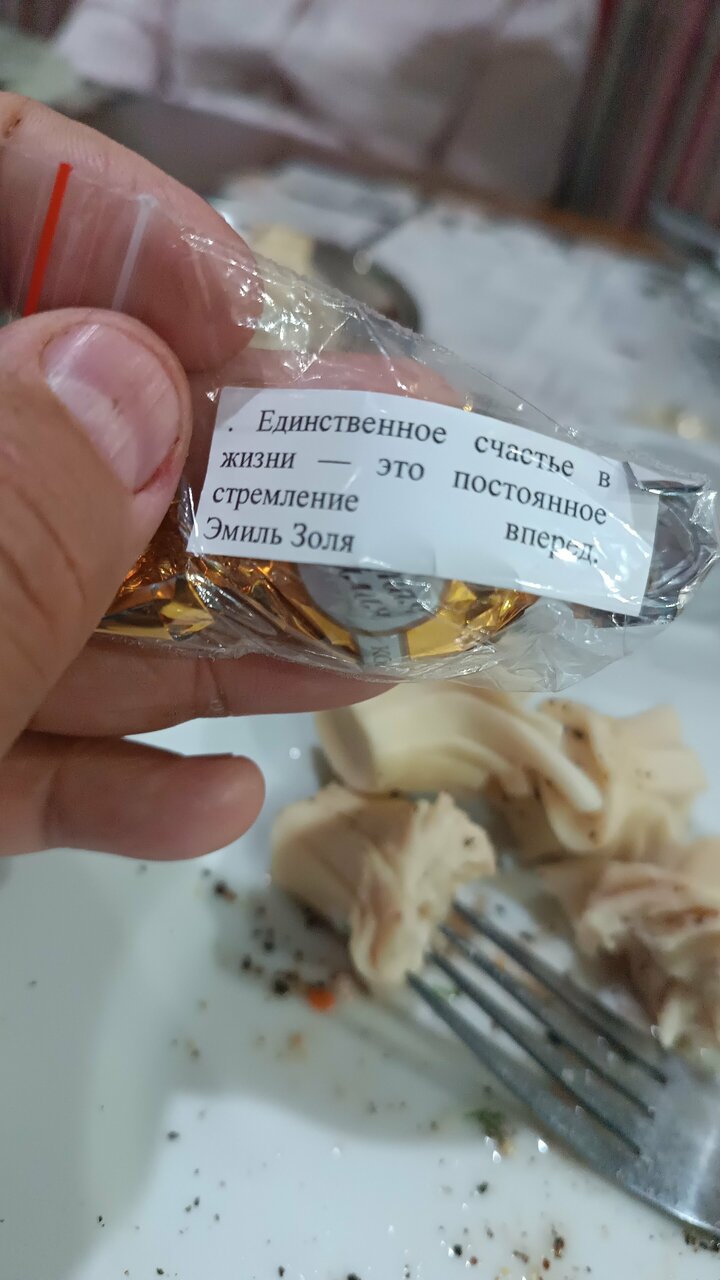 . Единственное счастье в
жизни — это постоянное
стремление вперед.
Эмиль Золя